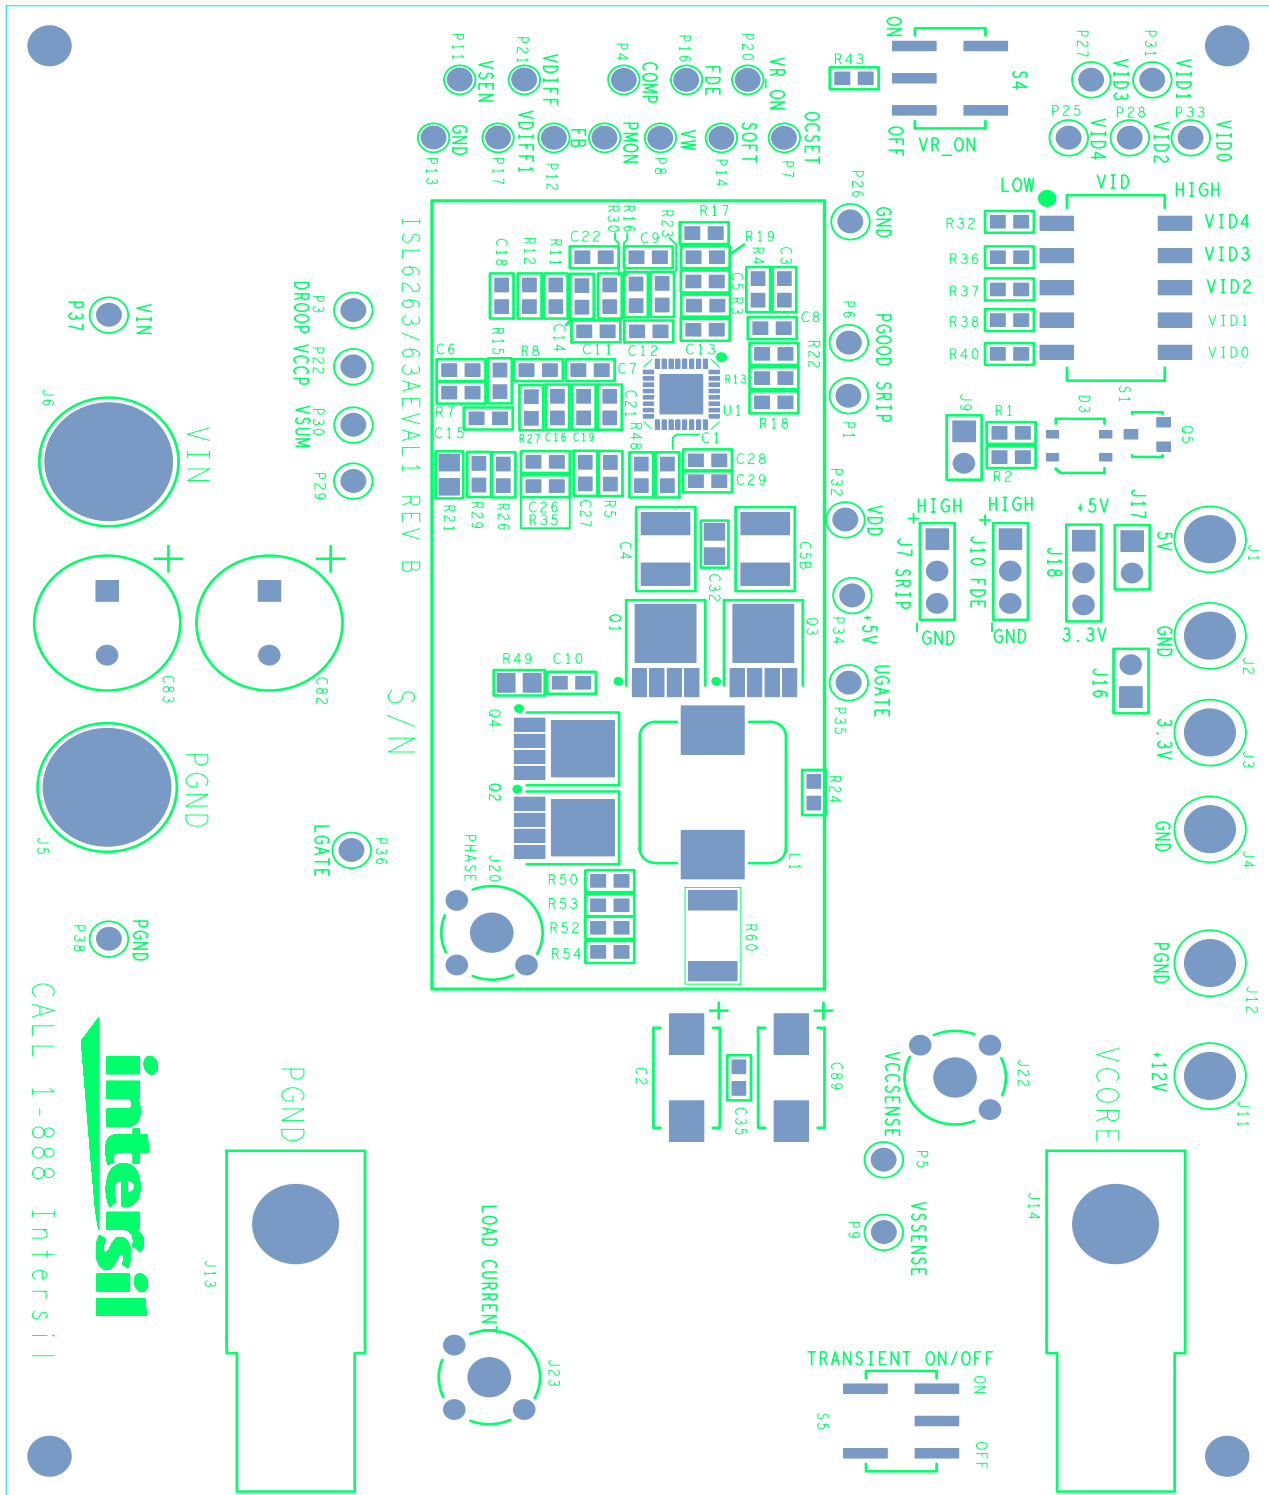 P11
VSEN
P21
VDIFF
P4
COMP
P16
FDE
P20
VR_ON
R43
ON
S4
OFF
VR_ON
P27
VID3
P31
VID1
P25
VID4
P28
VID2
P33
VID0
GND
P13
VDIFF1
P17
FB
P12
PMON
VW
P8
SOFT
P14
OCSET
P7
P26
GND
LOW
VID
HIGH
R32
VID4
R36
VID3
R37
VID2
R38
VID1
R40
VID0
ISL6263/63AEVAL1 REV B
S/N
R17
R30
R16
R23
R19
C22
C9
C18
R12
R11
R4
C3
C5
R3
C14
C11
C12
C13
C8
R22
C6
R15
R8
C7
R13
R7
C15
R27
C16
C19
C21
R48
U1
C1
R18
C28
C29
R21
R29
R26
C26
R35
C27
R5
C4
C32
C5B
Q1
Q3
R49
C10
Q4
Q2
PHASE
J20
L1
R24
R50
R53
R52
R54
R60
P37
VIN
P3
DROOP
P22
VCCP
P30
VSUM
P29
P6
PGOOD
SRIP
P1
P32
VDD
P34
+5V
UGATE
P35
J6
VIN
C83
C82
PGND
J5
LGATE
P36
PGND
P38
J9
R1
R2
D3
S1
Q5
HIGH
+
J7 SRIP
-
GND
HIGH
+
J10 FDE
-
GND
+5V
J18
3.3V
J17
J16
5V
J1
GND
J2
3.3V
J3
GND
J4
PGND
J12
+12V
J11
C2
C35
C89
VCCSENSE
P5
J22
VSSENSE
P9
VCORE
J14
CALL 1-888 Intersil
intersil
PGND
J13
LOAD CURRENT
J23
TRANSIENT ON/OFF
ON
S5
OFF